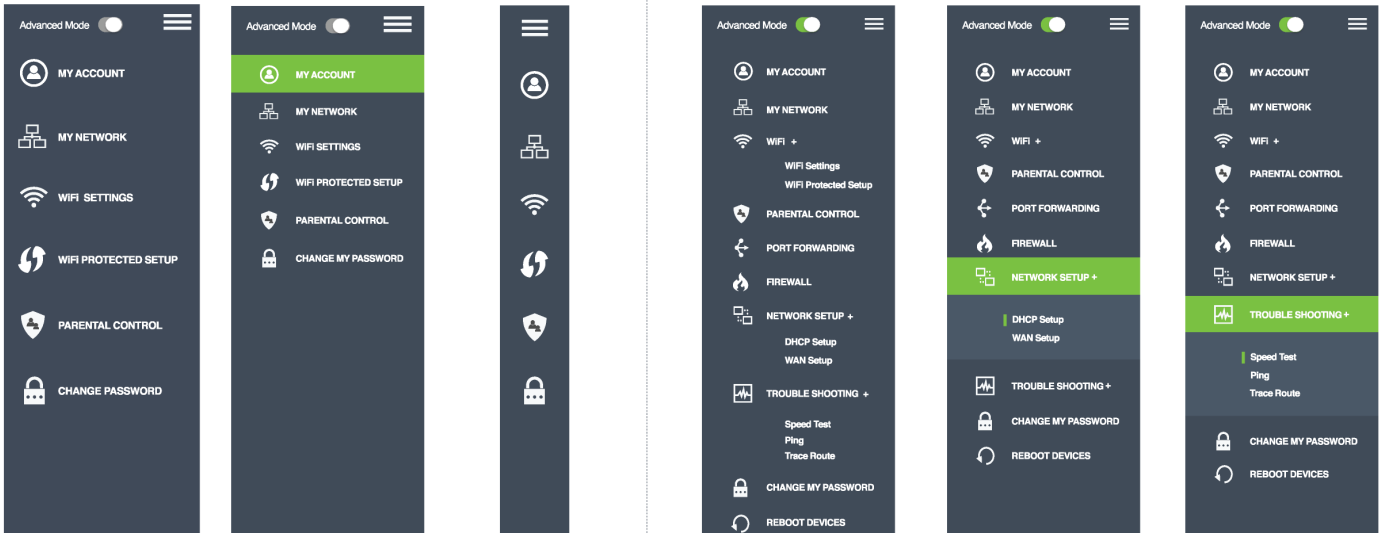 Advanced Mode
MY ACCOUNT
MY NETWORK
WIFI SETTINGS
WIFI PROTECTED SETUP
PARENTAL CONTROL
CHANGE PASSWORD
Advanced Mode
MY ACCOUNT
MY NETWORK
WIFI SETTINGS
WIFI PROTECTED SETUP
PARENTAL CONTROL
CHANGE MY PASSWORD
Advanced Mode
MY ACCOUNT
MY NETWORK
WiFi +
WiFi Settings
WiFi Protected Setup
PARENTAL CONTROL
PORT FORWARDING
FIREWALL
NETWORK SETUP +
DHCP Setup
WAN Setup
TROUBLE SHOOTING +
Speed Test
Ping
Trace Route
CHANGE MY PASSWORD
REBOOT DEVICES
Advanced Mode
MY ACCOUNT
MY NETWORK
WiFi +
PARENTAL CONTROL
PORT FORWARDING
FIREWALL
NETWORK SETUP +
DHCP Setup
WAN Setup
TROUBLE SHOOTING +
CHANGE MY PASSWORD
REBOOT DEVICES
Advanced Mode
MY ACCOUNT
MY NETWORK
WiFi +
PARENTAL CONTROL
PORT FORWARDING
FIREWALL
NETWORK SETUP +
TROUBLE SHOOTING +
Speed Test
Ping
Trace Route
CHANGE MY PASSWORD
REBOOT DEVICES